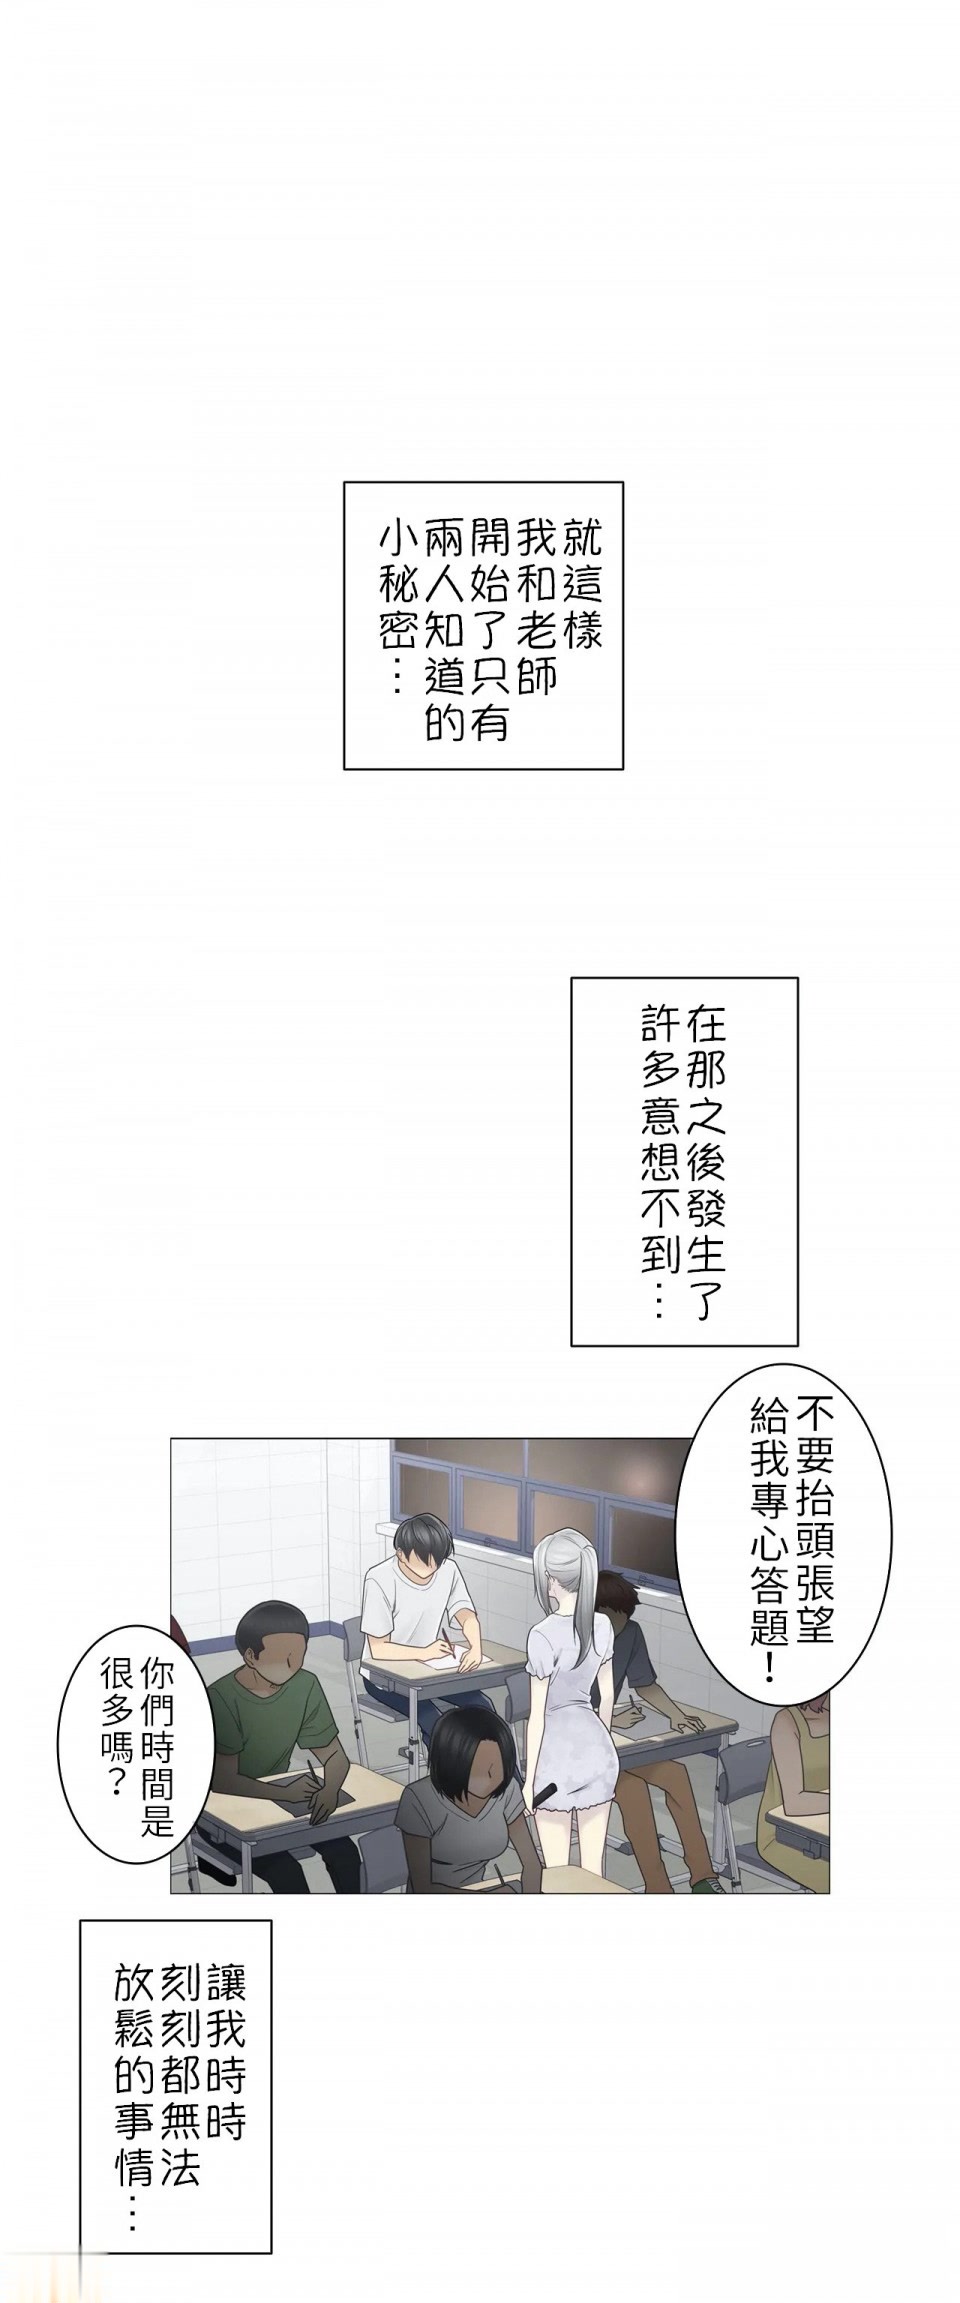 就這樣
我和老師
開始了只有
兩人知道的
小秘密…
在那之後發生了
許多意想不到…
不要抬頭張望
給我專心答題！
你們時間是
很多嗎？
讓我時時
刻刻都無法
放鬆的事情…